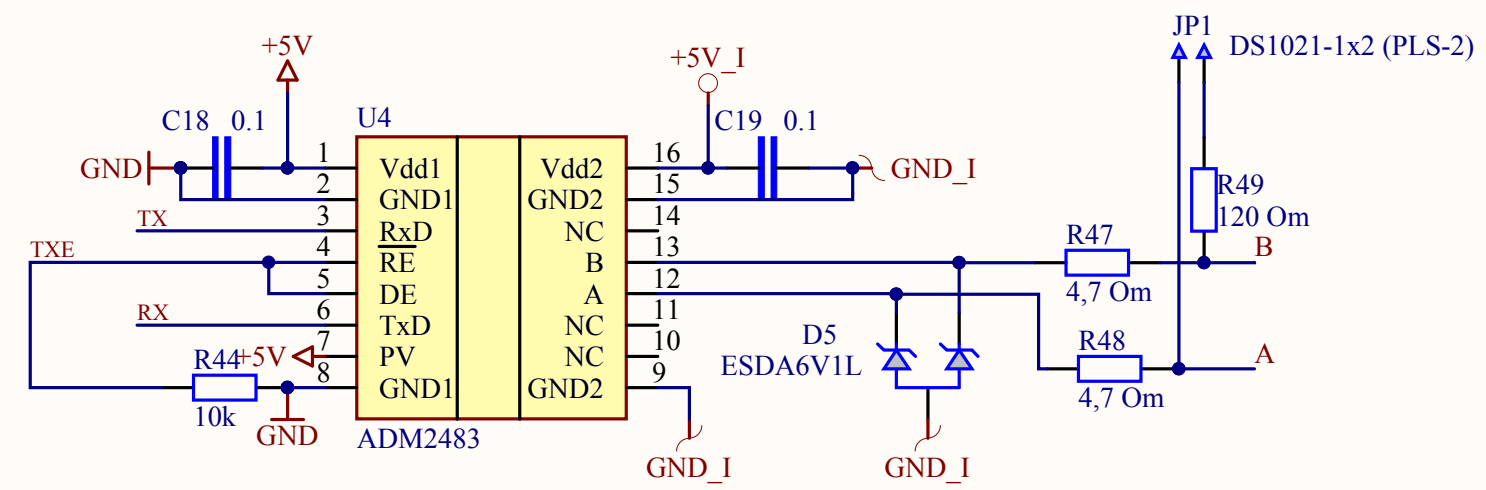 JP1
DS1021-1x2 (PLS-2)
+5V
+5V_I
C18 0.1
U4
C19 0.1
GND
1
Vdd1
Vdd2
16
GND_I
2
GND1
GND2
15
R49
TX
3
RxD
NC
14
120 Om
TXE
4
RE
B
13
R47
B
5
DE
A
12
4,7 Om
RX
6
TxD
NC
11
D5
R44
+5V
7
PV
NC
10
ESDA6V1L
R48
A
8
GND1
GND2
9
4,7 Om
10k
GND
ADM2483
GND_I
GND_I